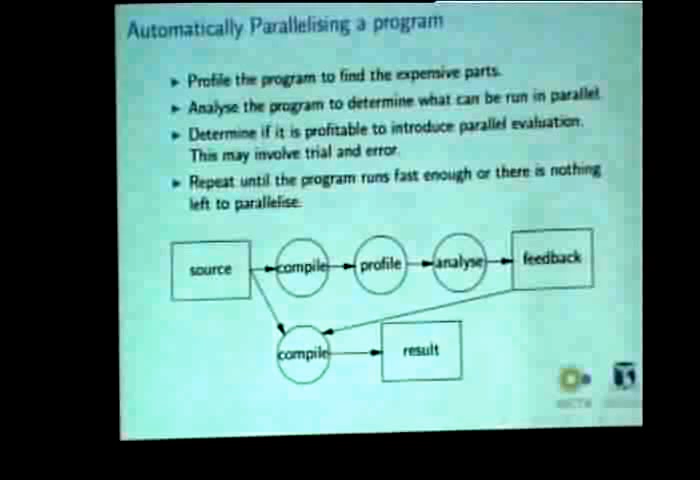 Automatically Parallelising a program
Profile the program to find the expensive parts.
Analyse the program to determine what can be run in parallel.
Determine if it is profitable to introduce parallel evaluation.
This may involve trial and error.
Repeat until the program runs fast enough or there is nothing
left to parallelise.
source
compile
profile
analyse
feedback
compile
result